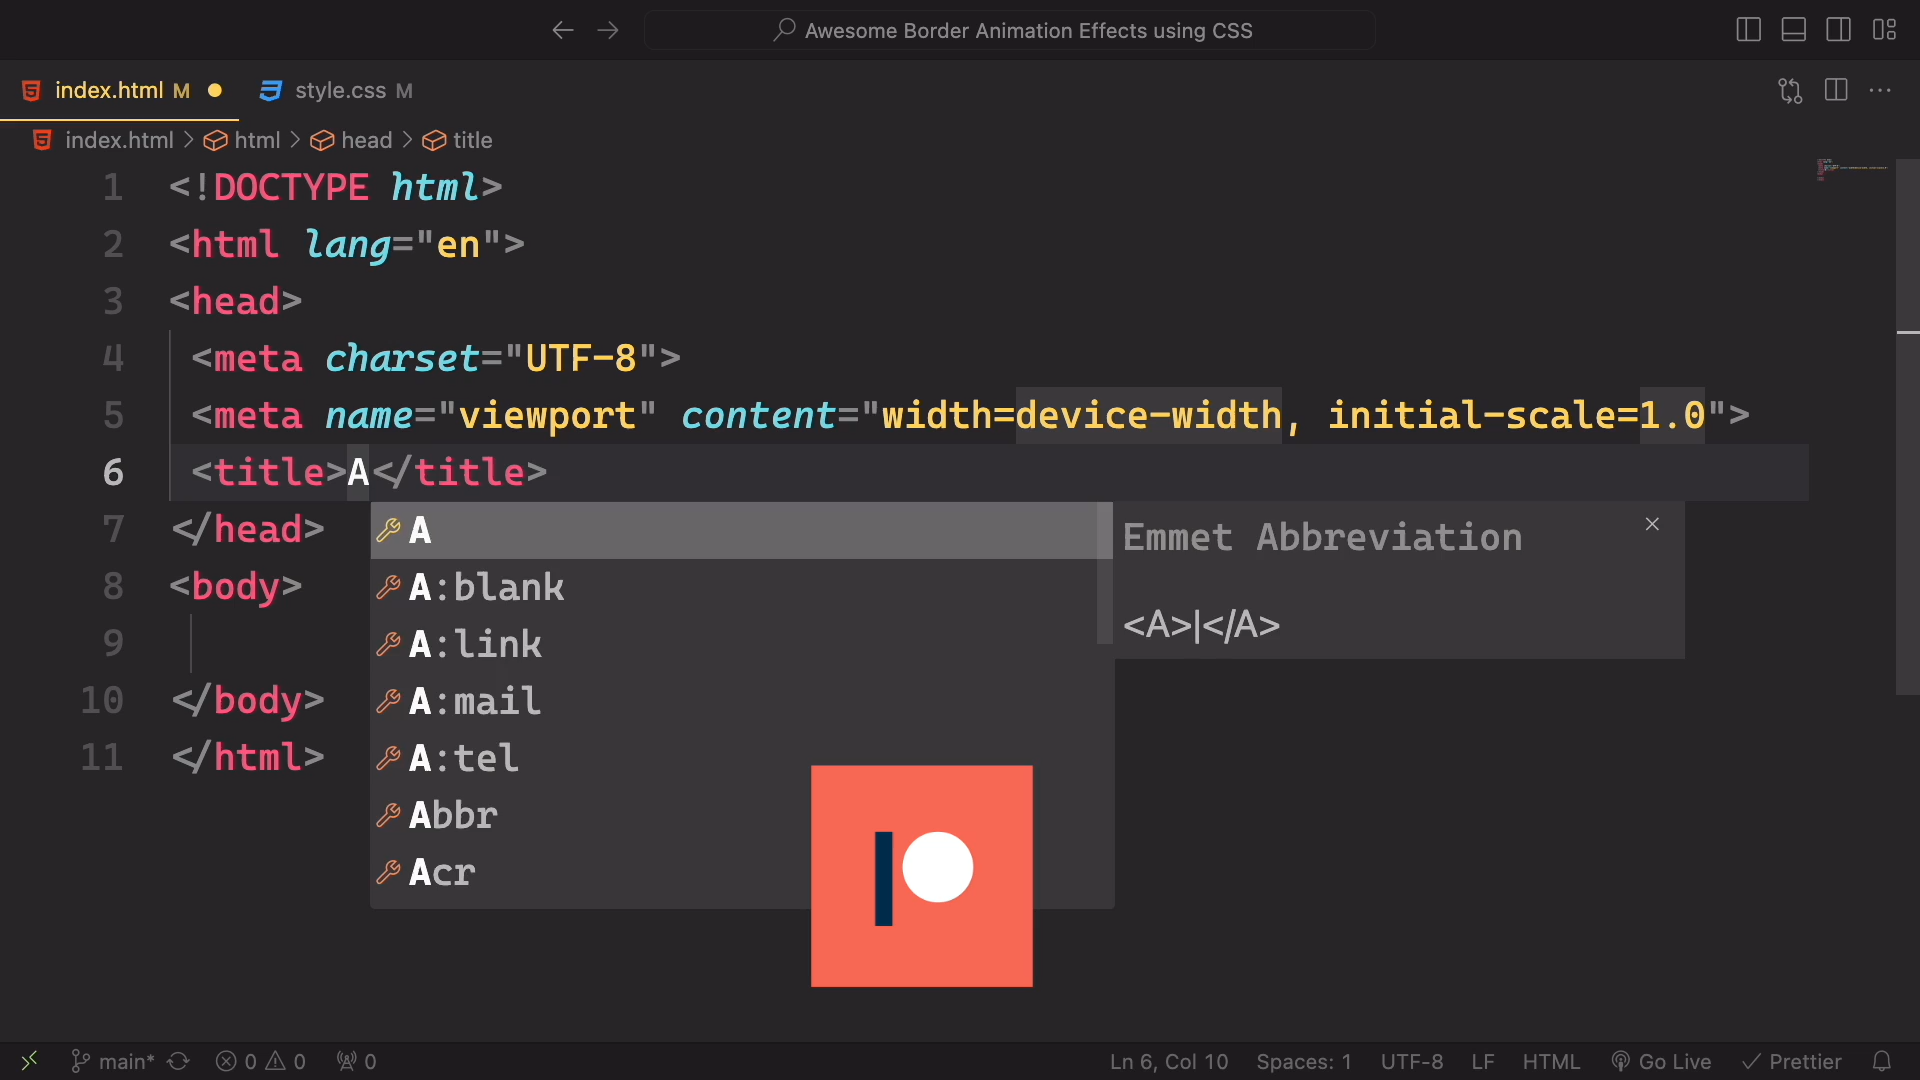 Awesome Border Animation Effects using CSS
index.html M
style.css M
index.html > html > head > title
1 <!DOCTYPE html>
2 <html lang="en">
3 <head>
4 <meta charset="UTF-8">
5 <meta name="viewport" content="width=device-width, initial-scale=1.0">
6 <title>A</title>
7 </head>
8 <body>
9
10 </body>
11 </html>
A
A:blank
A:link
A:mail
A:tel
Abbr
Acr
Emmet Abbreviation
<A>|</A>
main* 0 0 0 Ln 6, Col 10 Spaces: 1 UTF-8 LF HTML Go Live Prettier